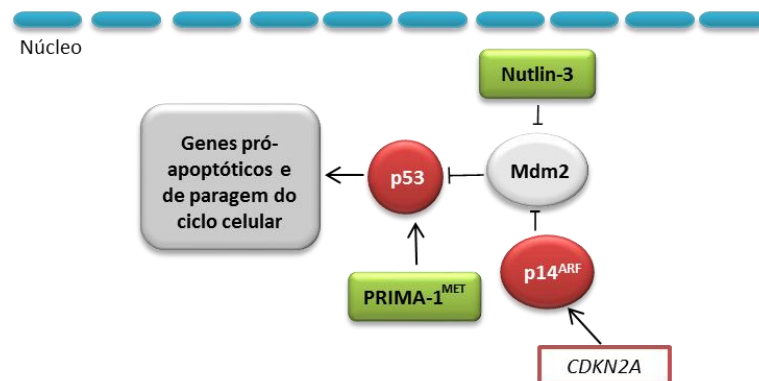 Núcleo
Nutlin-3
Genes pró-
apoptóticos e
de paragem do
ciclo celular
p53
Mdm2
p14ARF
PRIMA-1MET
CDKN2A